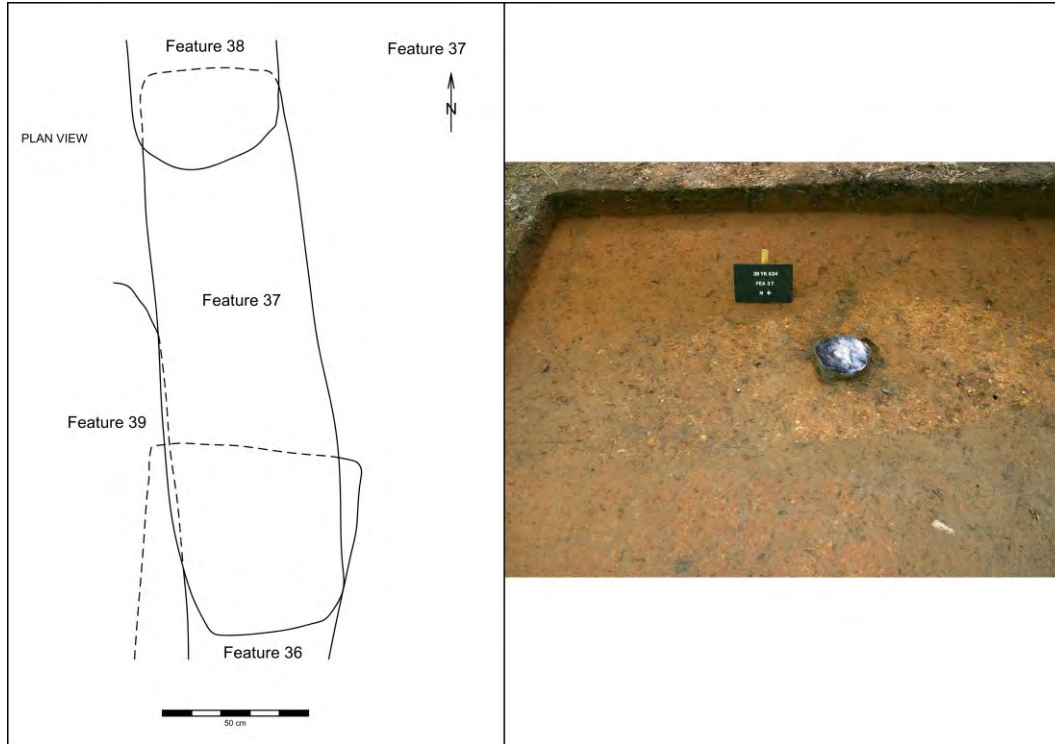 Feature 38
Feature 37
N
PLAN VIEW
Feature 37
Feature 39
Feature 36
50 cm
38 YK 534
FEA 37
N ←